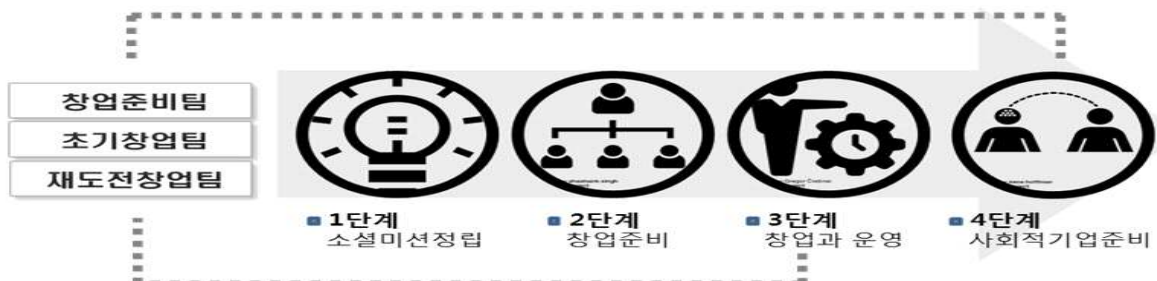 창업준비팀
초기창업팀
재도전창업팀
1단계
소셜미션정립
2단계
창업준비
3단계
창업과 운영
4단계
사회적기업준비